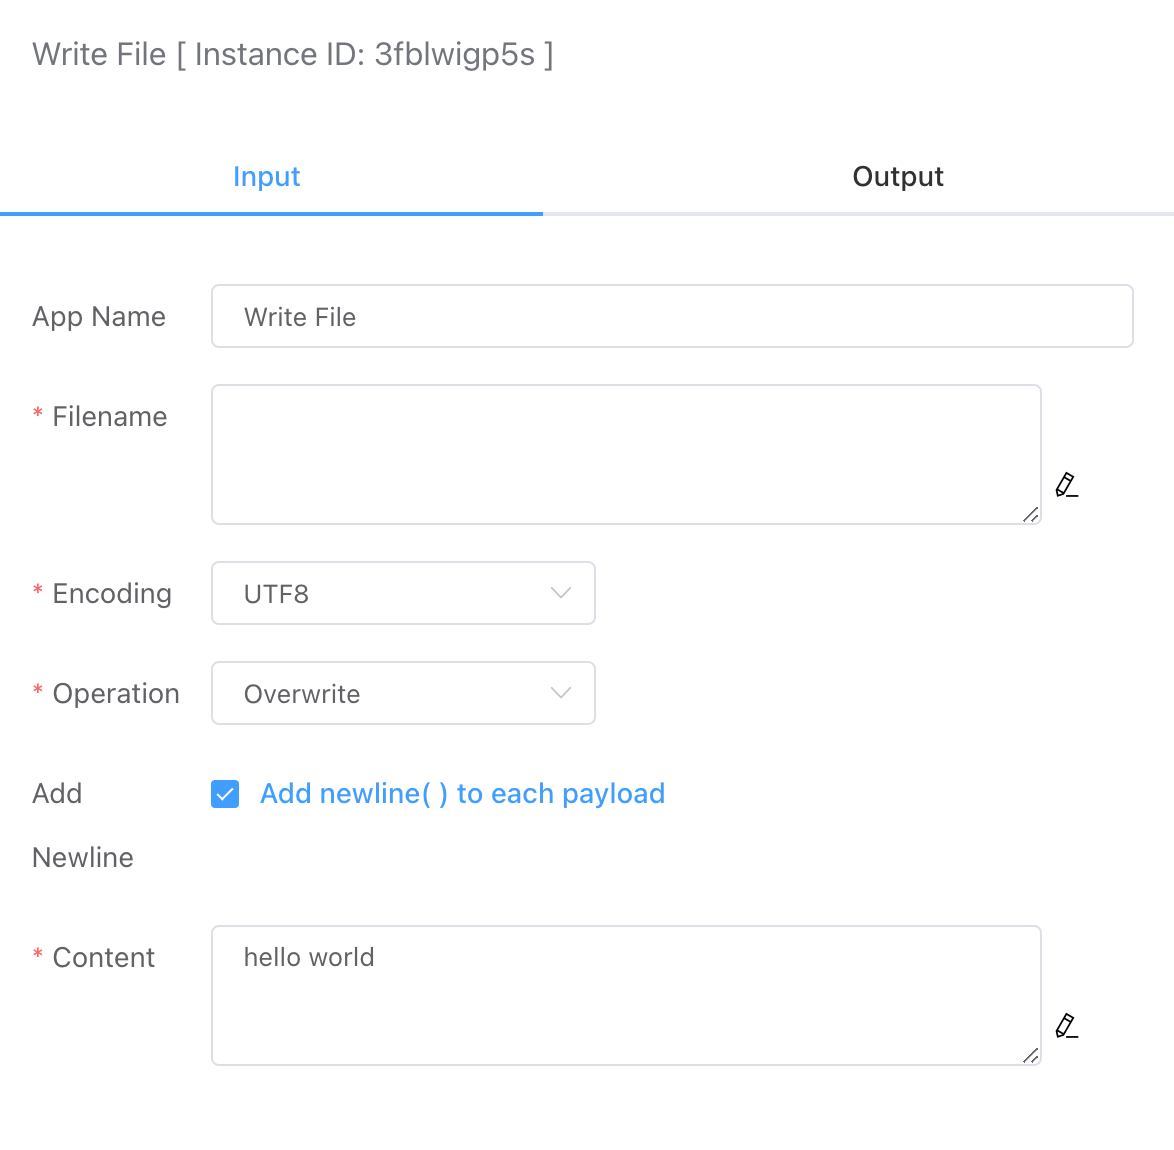 Write File [ Instance ID: 3fblwigp5s ]
Input Output
App Name Write File
* Filename
* Encoding UTF8
* Operation Overwrite
Add Add newline( ) to each payload
Newline
* Content hello world